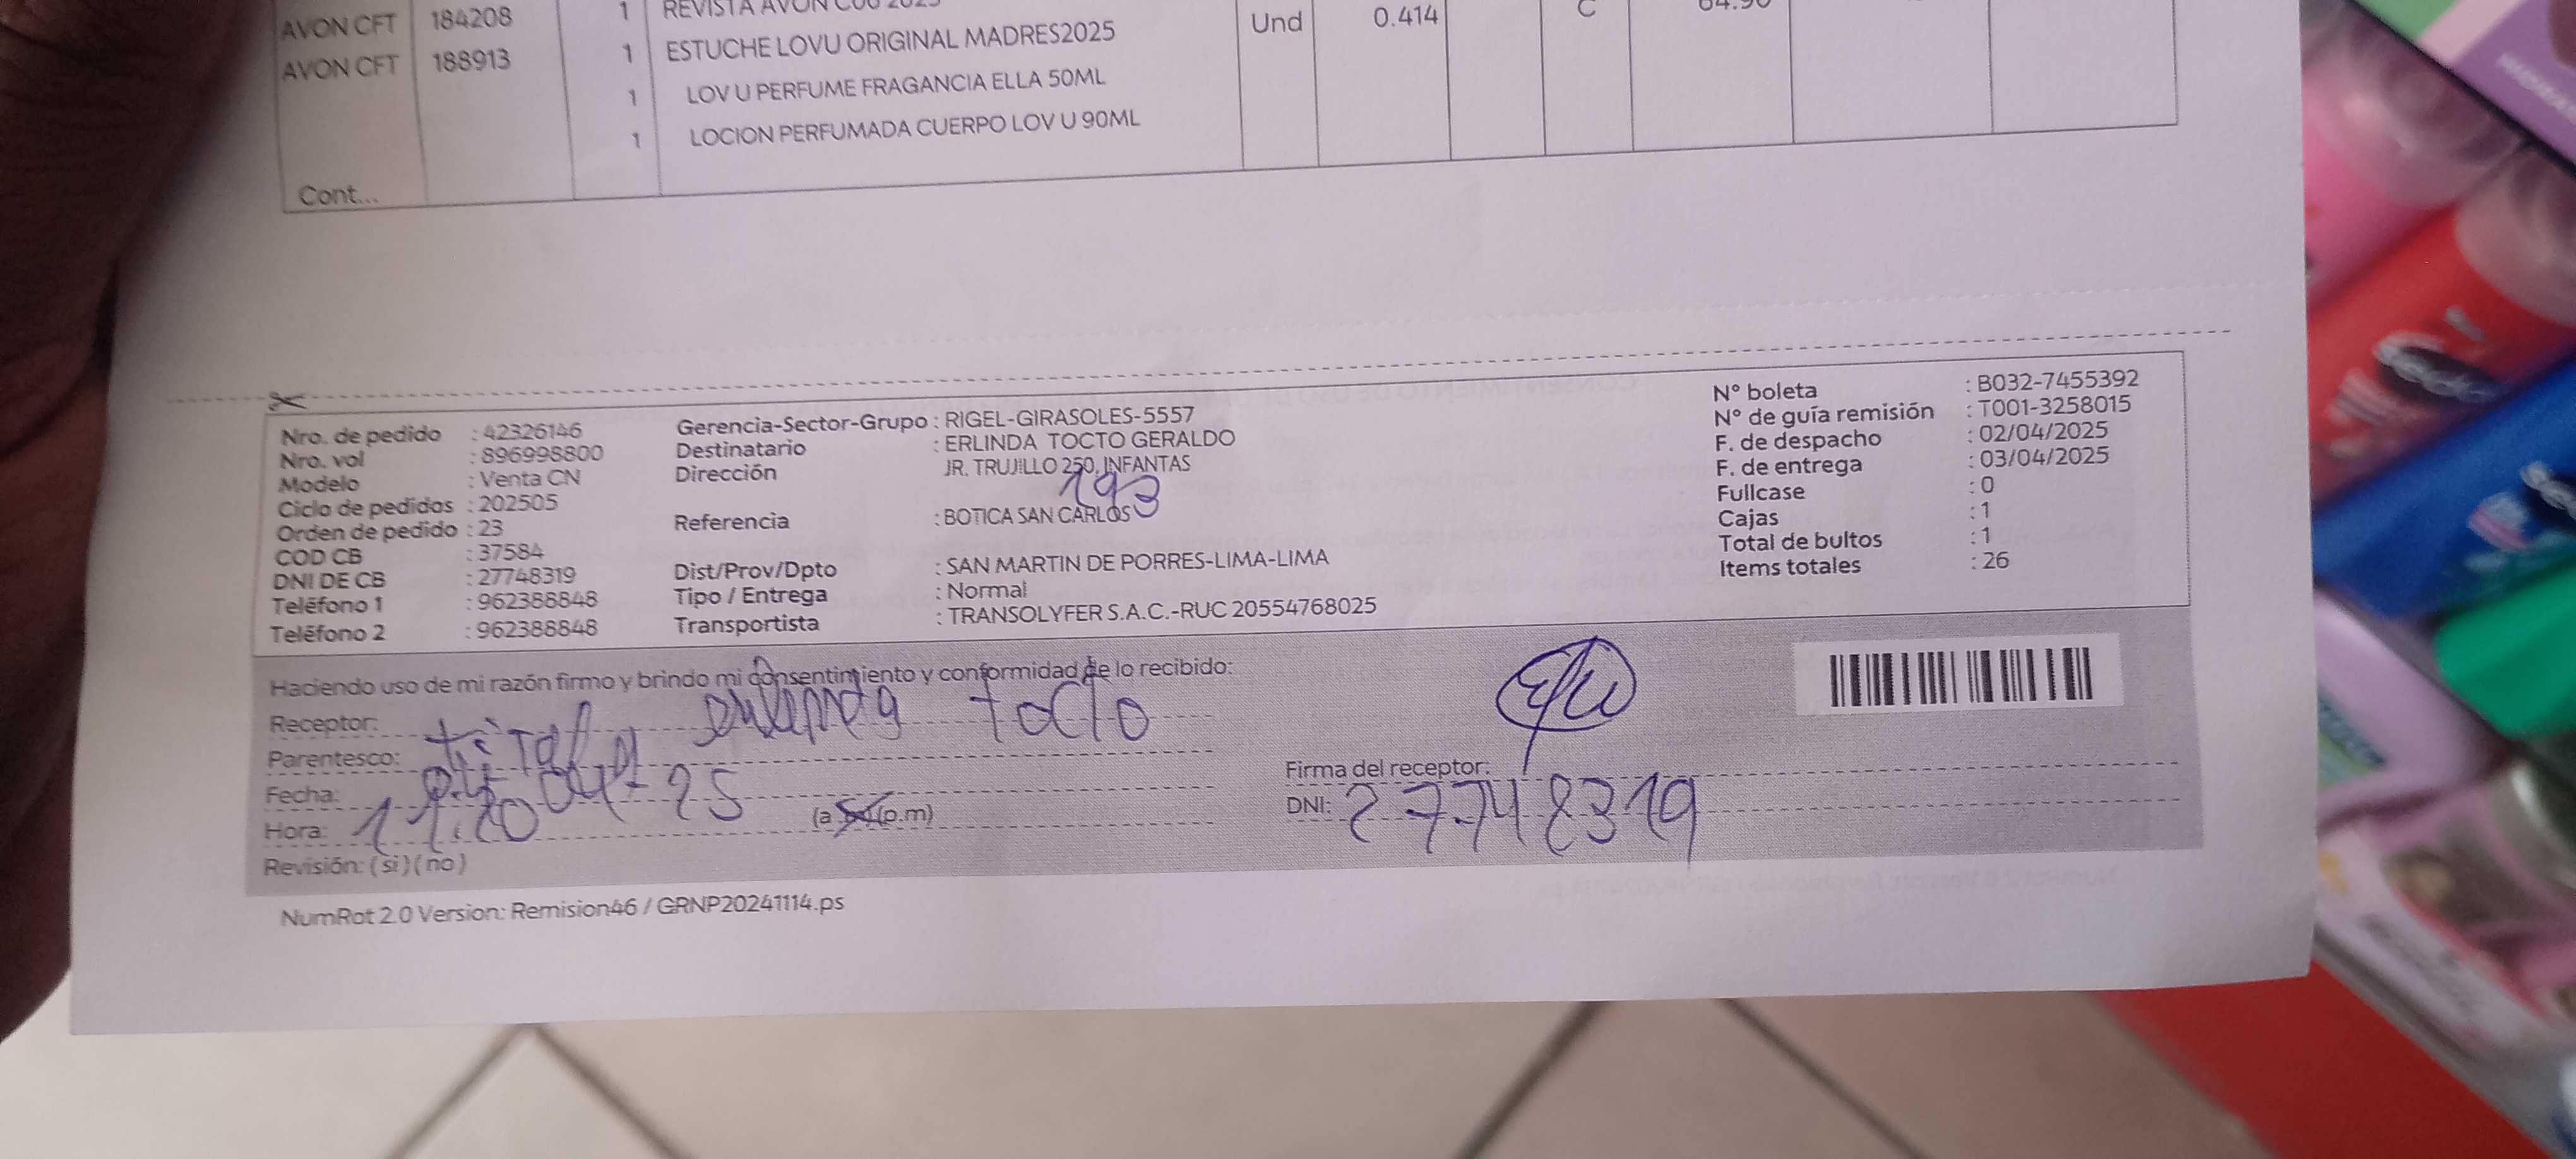 AVON CFT 184208 1 REVISTA AVON C06 2025
AVON CFT 188913 1 ESTUCHE LOVU ORIGINAL MADRES2025 Und 0.414 C 64.90
1 LOV U PERFUME FRAGANCIA ELLA 50ML
1 LOCION PERFUMADA CUERPO LOV U 90ML
Cont...
Nro. de pedido : 42326146
Nro. vol : 896998800
Modelo : Venta CN
Ciclo de pedidos : 202505
Orden de pedido : 23
COD CB : 37584
DNI DE CB : 27748319
Teléfono 1 : 962388848
Teléfono 2 : 962388848
Gerencia-Sector-Grupo : RIGEL-GIRASOLES-5557
Destinatario : ERLINDA TOCTO GERALDO
Dirección JR. TRUJILLO 250, INFANTAS
193
Referencia : BOTICA SAN CARLOS
Dist/Prov/Dpto : SAN MARTIN DE PORRES-LIMA-LIMA
Tipo / Entrega : Normal
Transportista : TRANSOLYFER S.A.C.-RUC 20554768025
N° boleta : B032-7455392
N° de guía remisión : T001-3258015
F. de despacho : 02/04/2025
F. de entrega : 03/04/2025
Fullcase : 0
Cajas : 1
Total de bultos : 1
Items totales : 26
Haciendo uso de mi razón firmo y brindo mi consentimiento y conformidad de lo recibido:
Receptor: tocto
Parentesco: titular
Fecha: 04-25
Hora: 11:20 (a.m)(p.m)
Revisión: (si) (no)
Firma del receptor:
DNI: 27748319
NumRot 2.0 Version: Remision46 / GRNP20241114.ps